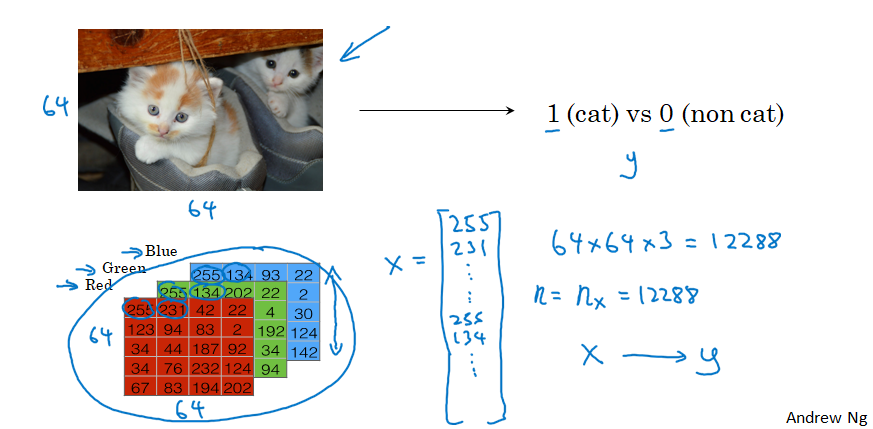 64
1 (cat) vs 0 (non cat)
y
64
Blue
Green
Red
255 134 93 22
255 134 202 22 2
255 231 42 22 4 30
123 94 83 2 192 124
34 44 187 92 34 142
34 76 232 124 94
67 83 194 202
64
64
x =
255
231
⋮
⋮
255
134
⋮
64×64×3 = 12288
n = nx = 12288
x → y
Andrew Ng